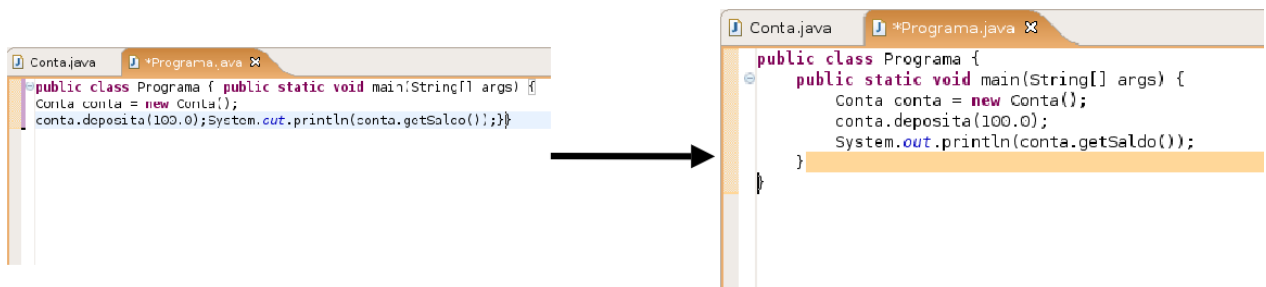 Conta.java *Programa.java
public class Programa { public static void main(String[] args) {
Conta conta = new Conta();
conta.deposita(100.0);System.out.println(conta.getSaldo());}}
Conta.java *Programa.java
public class Programa {
public static void main(String[] args) {
Conta conta = new Conta();
conta.deposita(100.0);
System.out.println(conta.getSaldo());
}
}